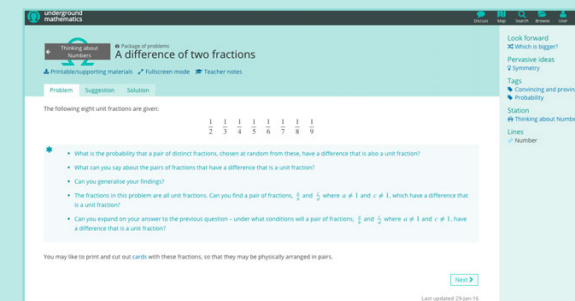 underground
mathematics
Discuss Map Search Browse User
Thinking about
Numbers
Package of problems
A difference of two fractions
Printable/supporting materials Fullscreen mode Teacher notes
Problem Suggestion Solution
The following eight unit fractions are given:
1/2 1/3 1/4 1/5 1/6 1/7 1/8 1/9
• What is the probability that a pair of distinct fractions, chosen at random from these, have a difference that is also a unit fraction?
• What can you say about the pairs of fractions that have a difference that is a unit fraction?
• Can you generalise your findings?
• The fractions in this problem are all unit fractions. Can you find a pair of fractions, a/b and c/d where a ≠ 1 and c ≠ 1, which have a difference that
is a unit fraction?
• Can you expand on your answer to the previous question – under what conditions will a pair of fractions, a/b and c/d where a ≠ 1 and c ≠ 1, have
a difference that is a unit fraction?
You may like to print and cut out cards with these fractions, so that they may be physically arranged in pairs.
Next
Last updated 29-Jan-16
Look forward
Which is bigger?
Pervasive ideas
Symmetry
Tags
Convincing and provin
Probability
Station
Thinking about Numbe
Lines
Number